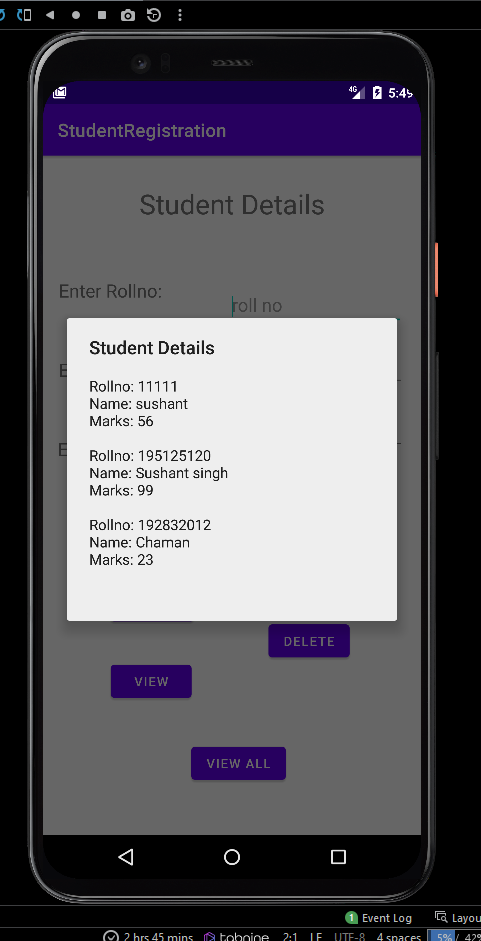 4G
5:45
StudentRegistration
Student Details
Enter Rollno:
roll no
E
E
Student Details
Rollno: 11111
Name: sushant
Marks: 56
Rollno: 195125120
Name: Sushant singh
Marks: 99
Rollno: 192832012
Name: Chaman
Marks: 23
DELETE
VIEW
VIEW ALL
1 Event Log
Layou
2 hrs 45 mins
tabnine
2:1
LF
UTF-8
4 spaces
5% / 42%